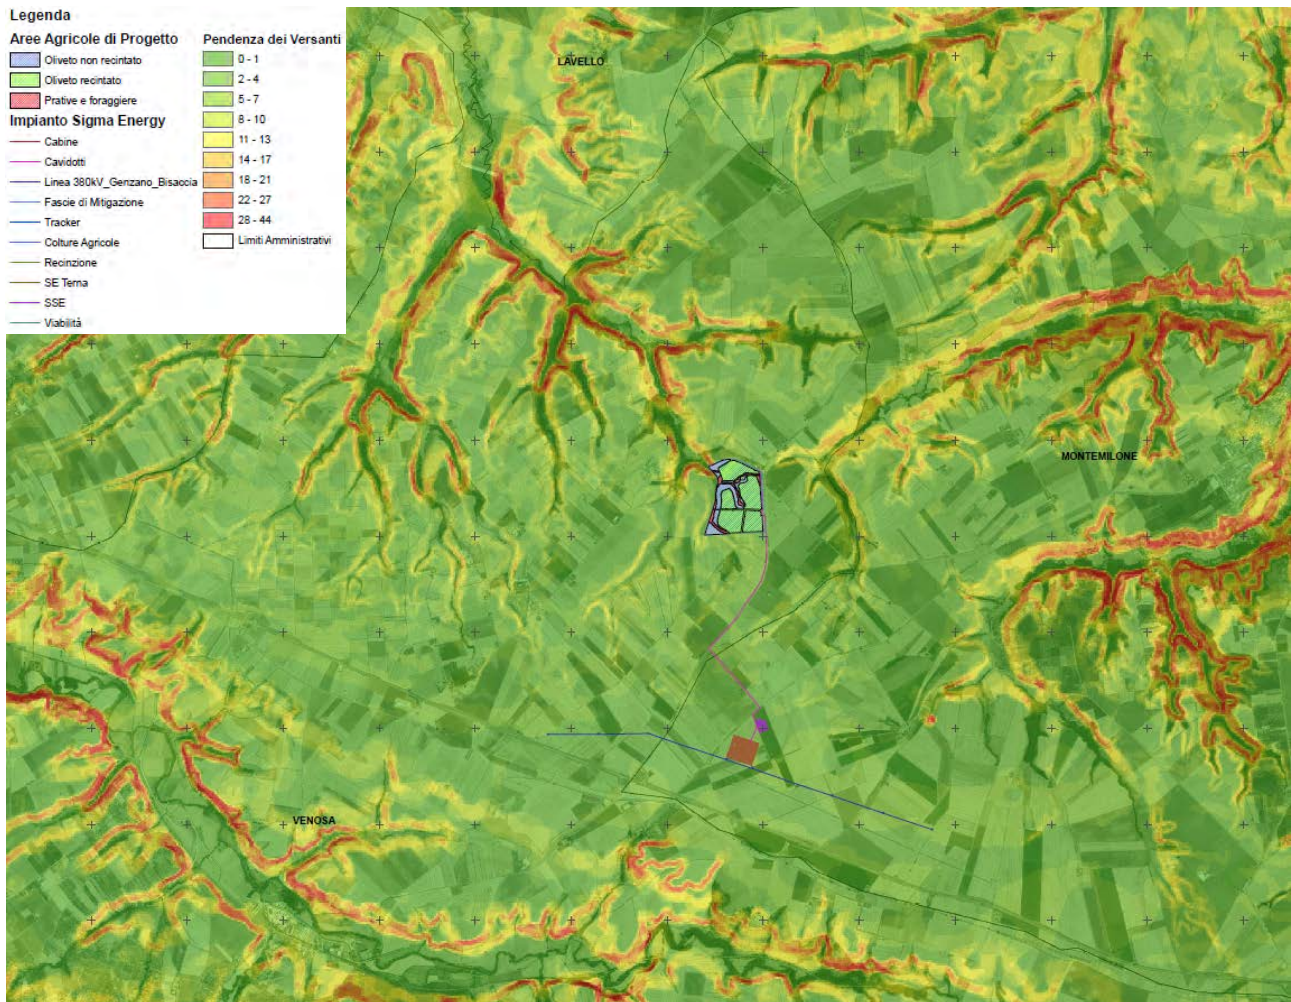 Legenda
Aree Agricole di Progetto
Oliveto non recintato
Oliveto recintato
Prative e foraggiere
Impianto Sigma Energy
Cabine
Cavidotti
Linea 380kV_Genzano_Bisaccia
Fascie di Mitigazione
Tracker
Colture Agricole
Recinzione
SE Terna
SSE
Viabilità
Pendenza dei Versanti
0 - 1
2 - 4
5 - 7
8 - 10
11 - 13
14 - 17
18 - 21
22 - 27
28 - 44
Limiti Amministrativi
LAVELLO
MONTEMILONE
VENOSA